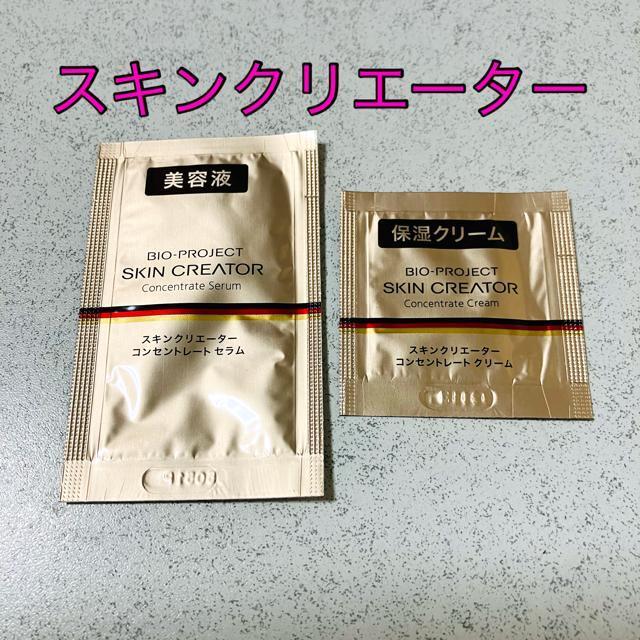 スキンクリエーター
美容液
BIO-PROJECT
SKIN CREATOR
Concentrate Serum
スキンクリエーター
コンセントレート セラム
保湿クリーム
BIO-PROJECT
SKIN CREATOR
Concentrate Cream
スキンクリエーター
コンセントレート クリーム